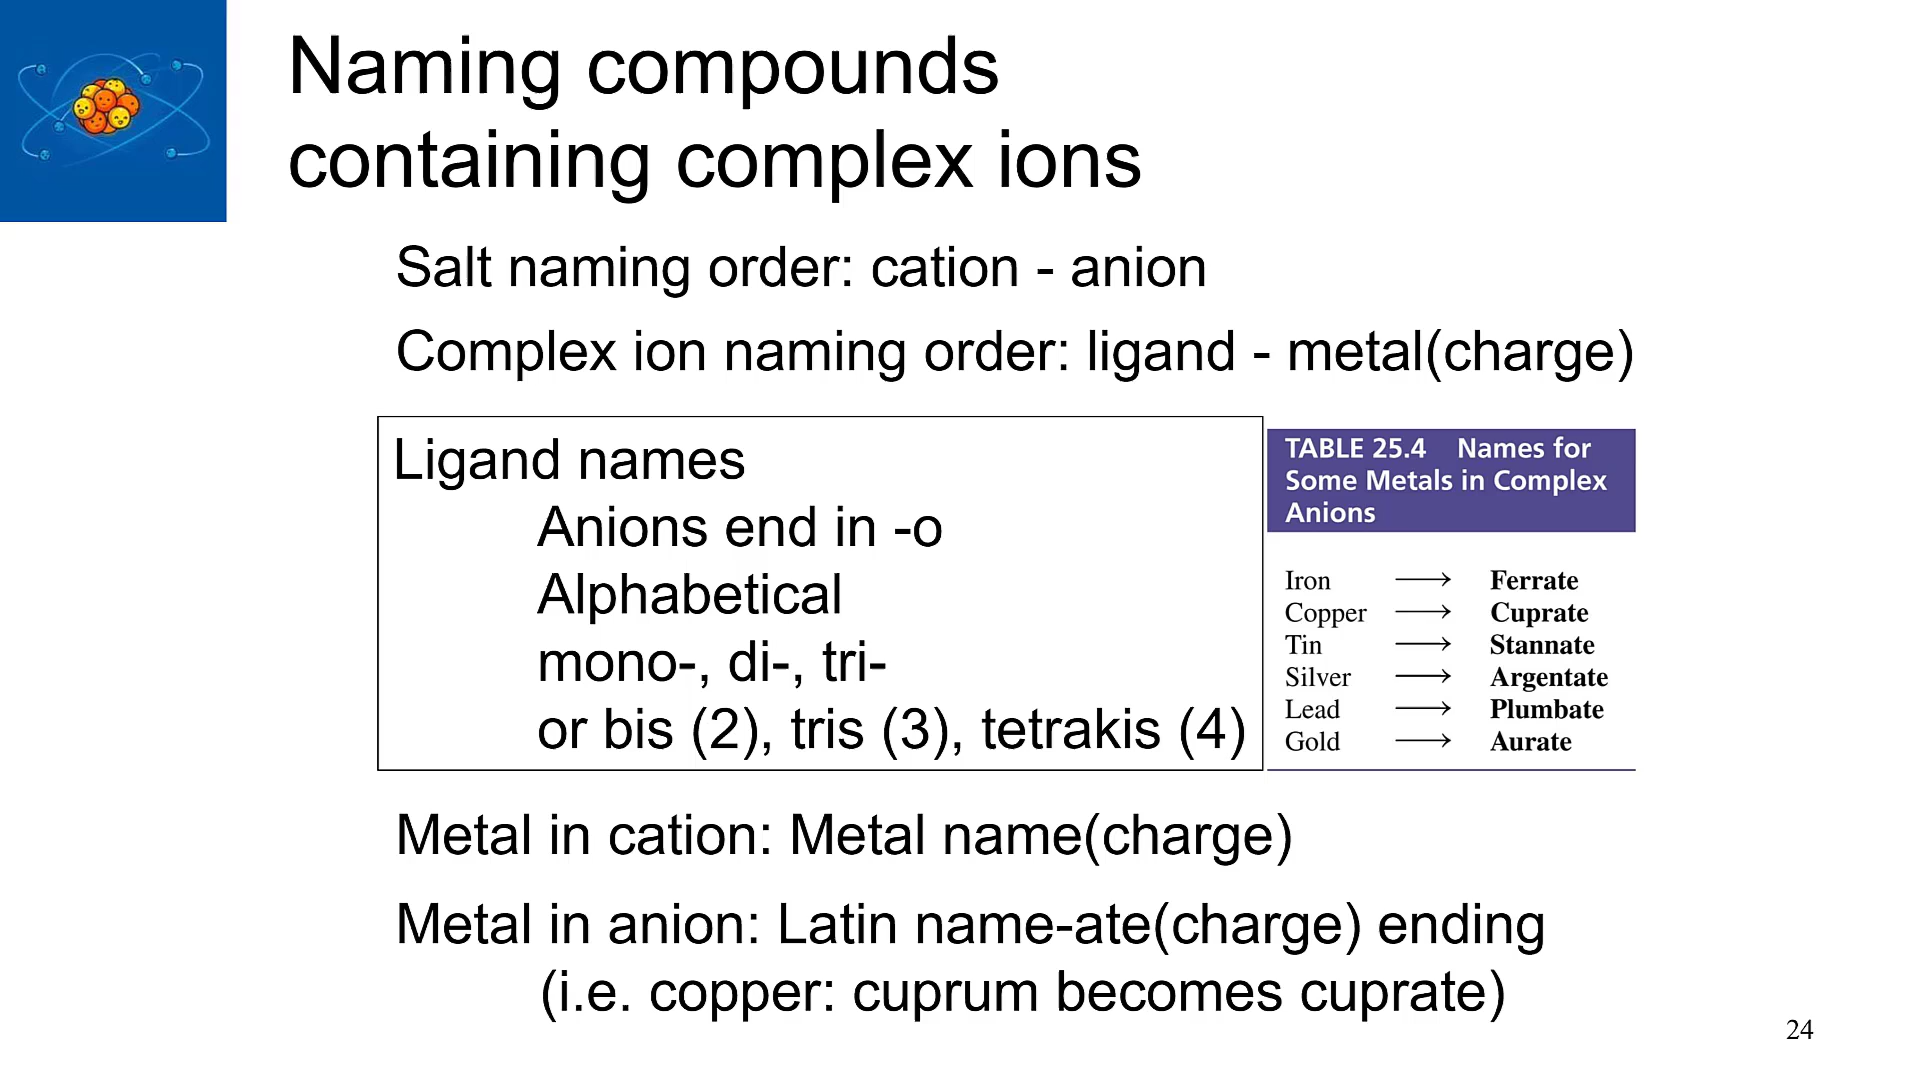 Naming compounds
containing complex ions
Salt naming order: cation - anion
Complex ion naming order: ligand - metal(charge)
Ligand names
Anions end in -o
Alphabetical
mono-, di-, tri-
or bis (2), tris (3), tetrakis (4)
TABLE 25.4 Names for
Some Metals in Complex
Anions
Iron ⟶ Ferrate
Copper ⟶ Cuprate
Tin ⟶ Stannate
Silver ⟶ Argentate
Lead ⟶ Plumbate
Gold ⟶ Aurate
Metal in cation: Metal name(charge)
Metal in anion: Latin name-ate(charge) ending
(i.e. copper: cuprum becomes cuprate)
24